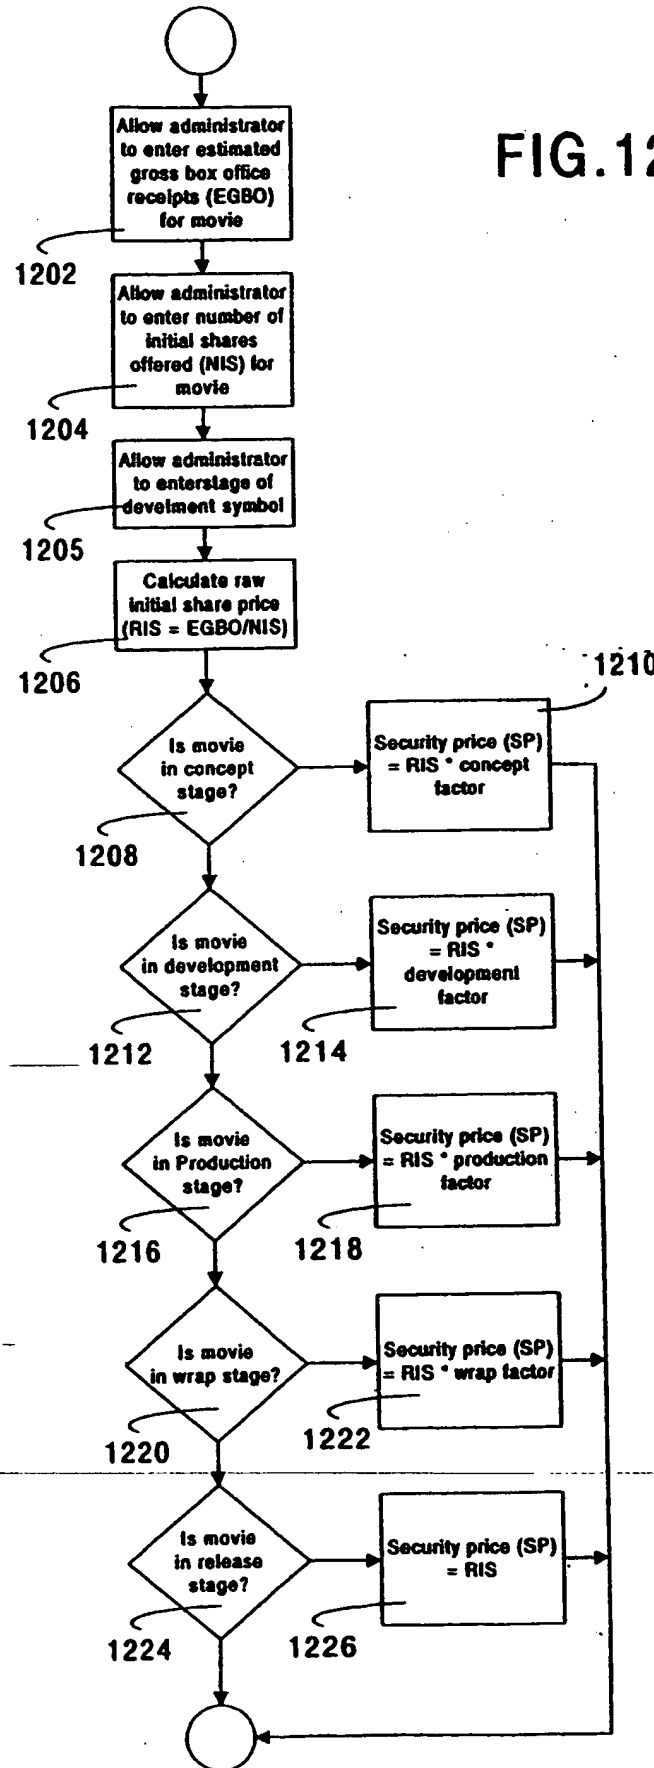 FIG.12
Allow administrator
to enter estimated
gross box office
receipts (EGBO)
for movie
1202
Allow administrator
to enter number of
initial shares
offered (NIS) for
movie
1204
Allow administrator
to enterstage of
develment symbol
1205
Calculate raw
initial share price
(RIS = EGBO/NIS)
1206
1210
Is movie
in concept
stage?
1208
Security price (SP)
= RIS * concept
factor
Is movie
in development
stage?
1212
Security price (SP)
= RIS *
development
factor
1214
Is movie
in Production
stage?
1216
Security price (SP)
= RIS * production
factor
1218
Is movie
in wrap stage?
1220
Security price (SP)
= RIS * wrap factor
1222
Is movie
in release
stage?
1224
Security price (SP)
= RIS
1226